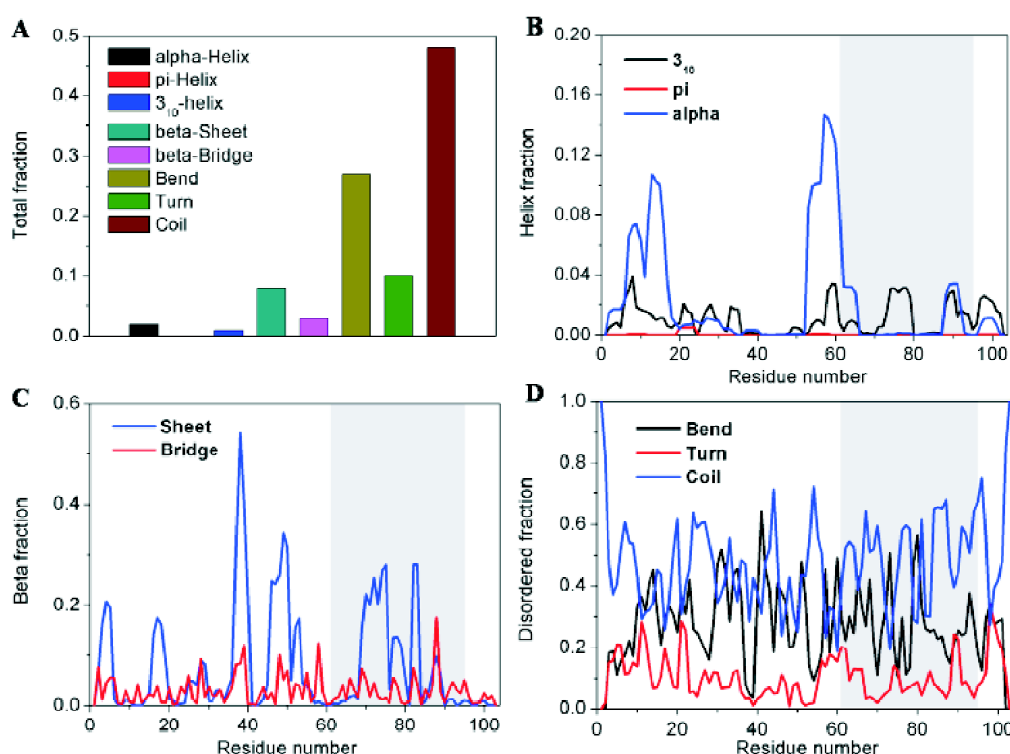 A
0.5
0.4
0.3
0.2
0.1
0.0
Total fraction
alpha-Helix
pi-Helix
3₁₀-helix
beta-Sheet
beta-Bridge
Bend
Turn
Coil
B
0.20
0.16
0.12
0.08
0.04
0.00
Helix fraction
3₁₀
pi
alpha
0 20 40 60 80 100
Residue number
C
0.6
0.4
0.2
0.0
Beta fraction
Sheet
Bridge
0 20 40 60 80 100
Residue number
D
1.0
0.8
0.6
0.4
0.2
0.0
Disordered fraction
Bend
Turn
Coil
0 20 40 60 80 100
Residue number